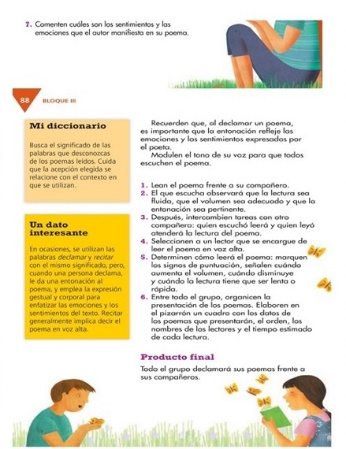 7. Comenten cuáles son los sentimientos y las
emociones que el autor manifiesta en su poema.
88 BLOQUE III
Mi diccionario
Busca el significado de las
palabras que desconozcas
de los poemas leídos. Cuida
que la acepción elegida se
relacione con el contexto en
que se utilizan.
Un dato
interesante
En ocasiones, se utilizan las
palabras declamar y recitar
con el mismo significado, pero,
cuando una persona declama,
le da una entonación al
poema, y emplea la expresión
gestual y corporal para
enfatizar las emociones y los
sentimientos del texto. Recitar
generalmente implica decir el
poema en voz alta.
Recuerden que, al declamar un poema,
es importante que la entonación refleje las
emociones y los sentimientos expresados por
el poeta.
Modulen el tono de su voz para que todos
escuchen el poema.
1. Lean el poema frente a su compañero.
2. El que escucha observará que la lectura sea
fluida, que el volumen sea adecuado y que la
entonación sea pertinente.
3. Después, intercambien tareas con otro
compañero: quien escuchó leerá y quien leyó
atenderá la lectura del poema.
4. Seleccionen a un lector que se encargue de
leer el poema en voz alta.
5. Determinen cómo leerá el poema: marquen
los signos de puntuación, señalen cuándo
aumenta el volumen, cuándo disminuye
y cuándo la lectura tiene que ser lenta o
rápida.
6. Entre todo el grupo, organicen la
presentación de los poemas. Elaboren en
el pizarrón un cuadro con los datos de
los poemas que presentarán, el orden, los
nombres de los lectores y el tiempo estimado
de cada lectura.
Producto final
Todo el grupo declamará sus poemas frente a
sus compañeros.